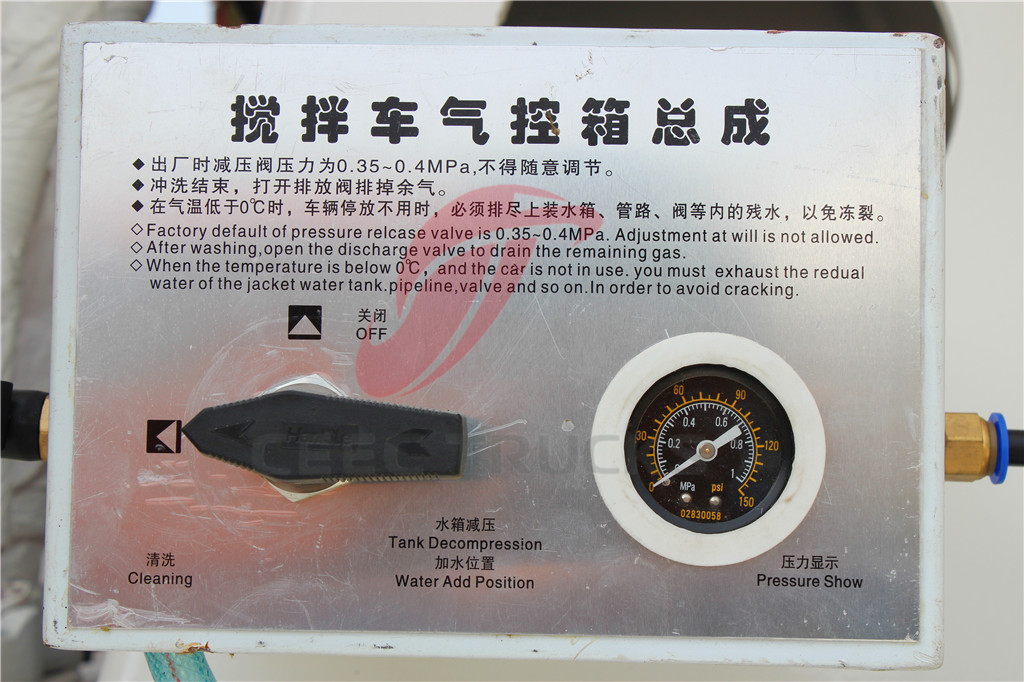 搅拌车气控箱总成
◆出厂时减压阀压力为0.35~0.4MPa,不得随意调节。
◆冲洗结束，打开排放阀排掉余气。
◆在气温低于0℃时，车辆停放不用时，必须排尽上装水箱、管路、阀等内的残水，以免冻裂。
◇Factory default of pressure relcase valve is 0.35~0.4MPa. Adjustment at will is not allowed.
◇After washing,open the discharge valve to drain the remaining gas.
◇When the temperature is below 0℃，and the car is not in use. you must exhaust the redual
water of the jacket water tank.pipeline,valve and so on.In order to avoid cracking.
关闭
OFF
60 90
0.4 0.6
30 0.2 0.8 120
0 1 150
MPa psi
02830058
CEEC TRUCK
水箱减压
Tank Decompression
加水位置
Water Add Position
清洗
Cleaning
压力显示
Pressure Show